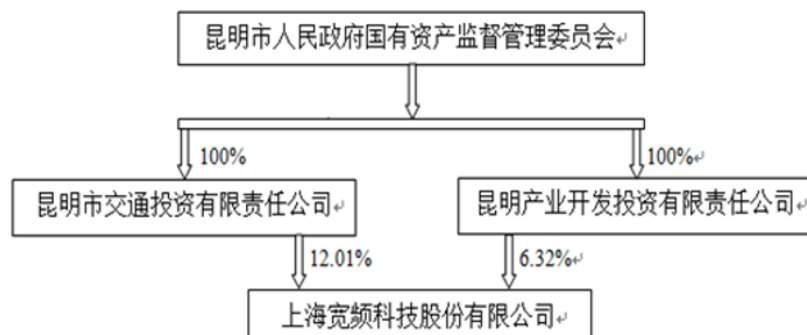 昆明市人民政府国有资产监督管理委员会
100%
100%
昆明市交通投资有限责任公司
昆明产业开发投资有限责任公司
12.01%
6.32%
上海宽频科技股份有限公司